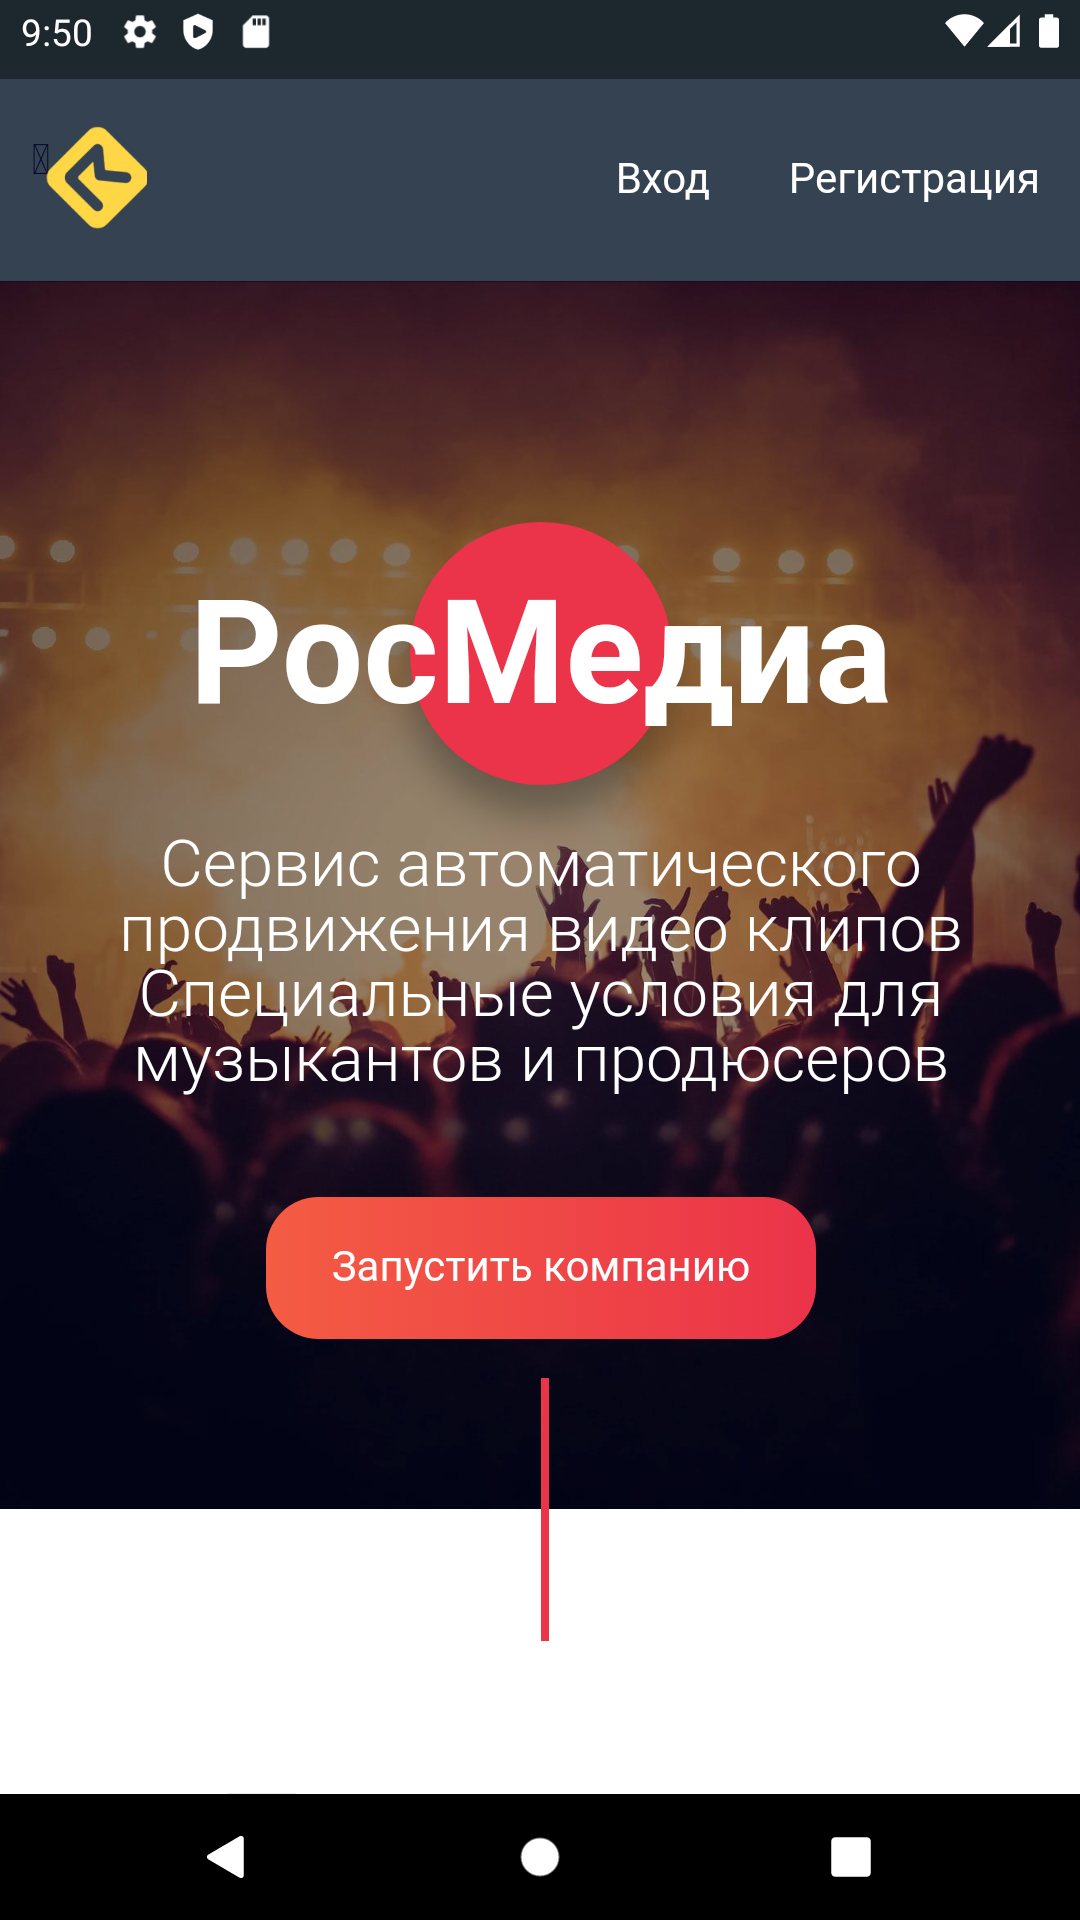 9:50
Вход Регистрация
РосМедиа
Сервис автоматического
продвижения видео клипов
Специальные условия для
музыкантов и продюсеров
Запустить компанию